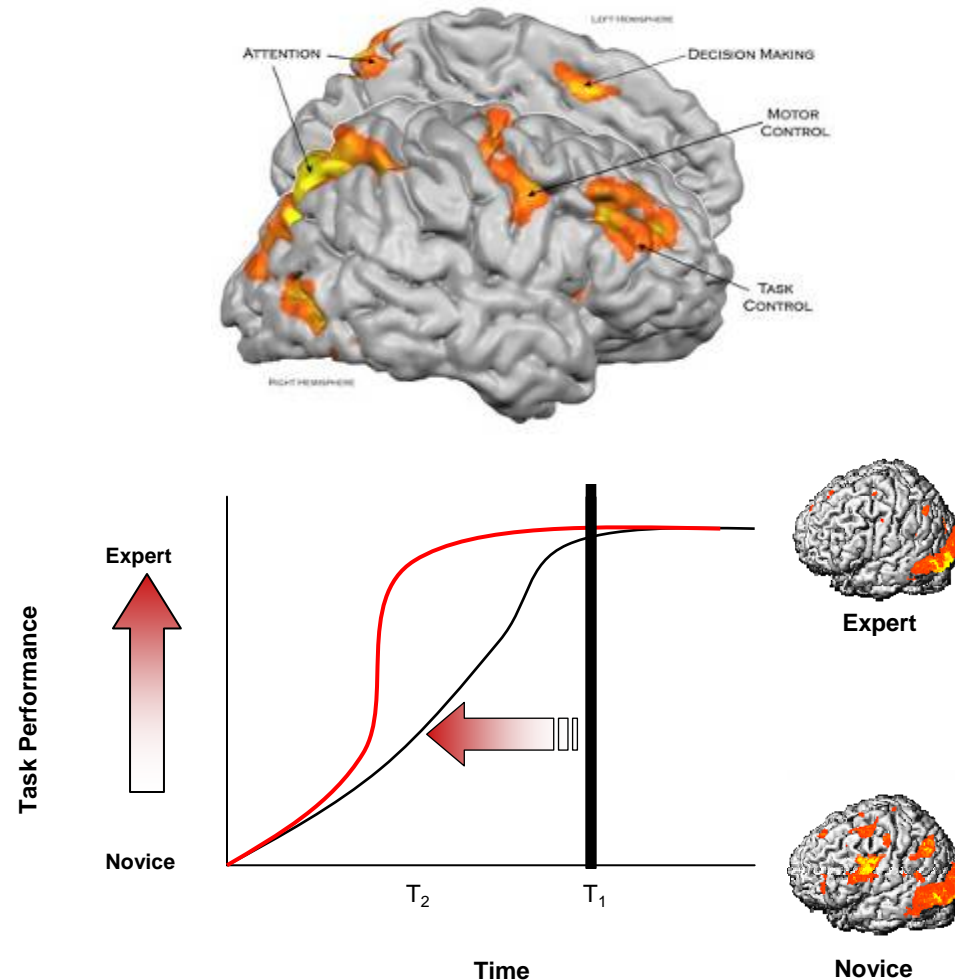 LEFT HEMISPHERE
ATTENTION
DECISION MAKING
MOTOR
CONTROL
TASK
CONTROL
RIGHT HEMISPHERE
Task Performance
Expert
Novice
T₂
T₁
Time
Expert
Novice